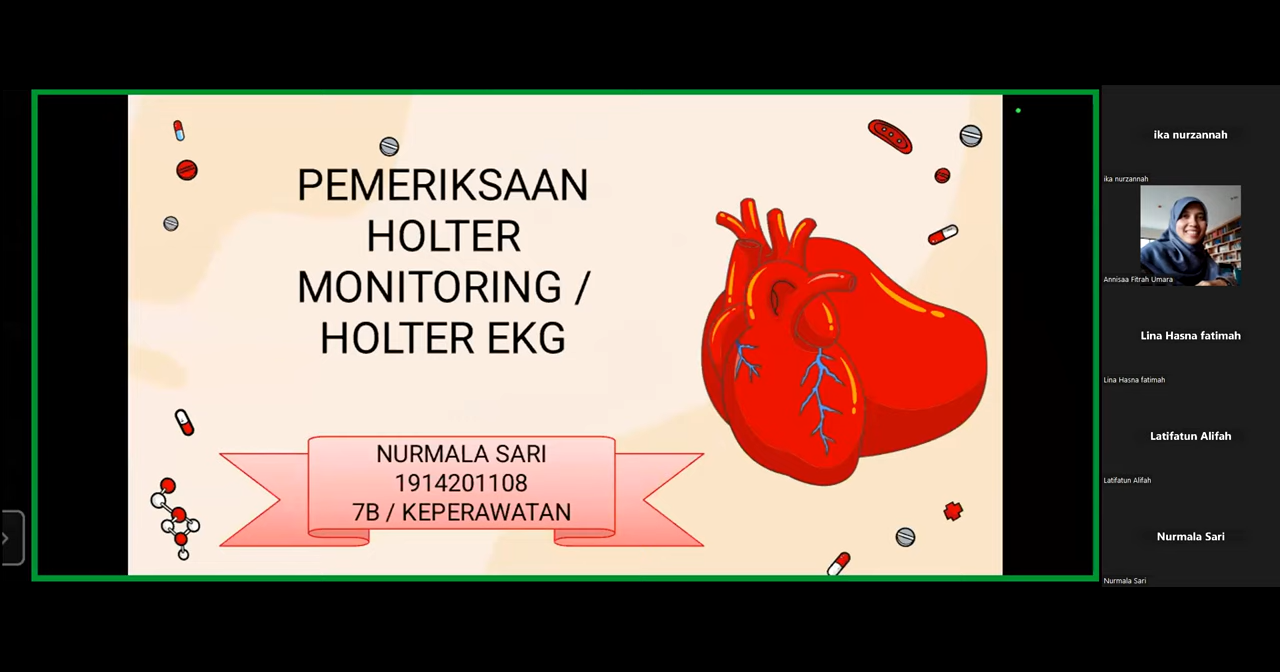 PEMERIKSAAN
HOLTER
MONITORING /
HOLTER EKG
NURMALA SARI
1914201108
7B / KEPERAWATAN
ika nurzannah
ika nurzannah
Annisaa Fitrah Umara
Lina Hasna fatimah
Lina Hasna fatimah
Latifatun Alifah
Latifatun Alifah
Nurmala Sari
Nurmala Sari